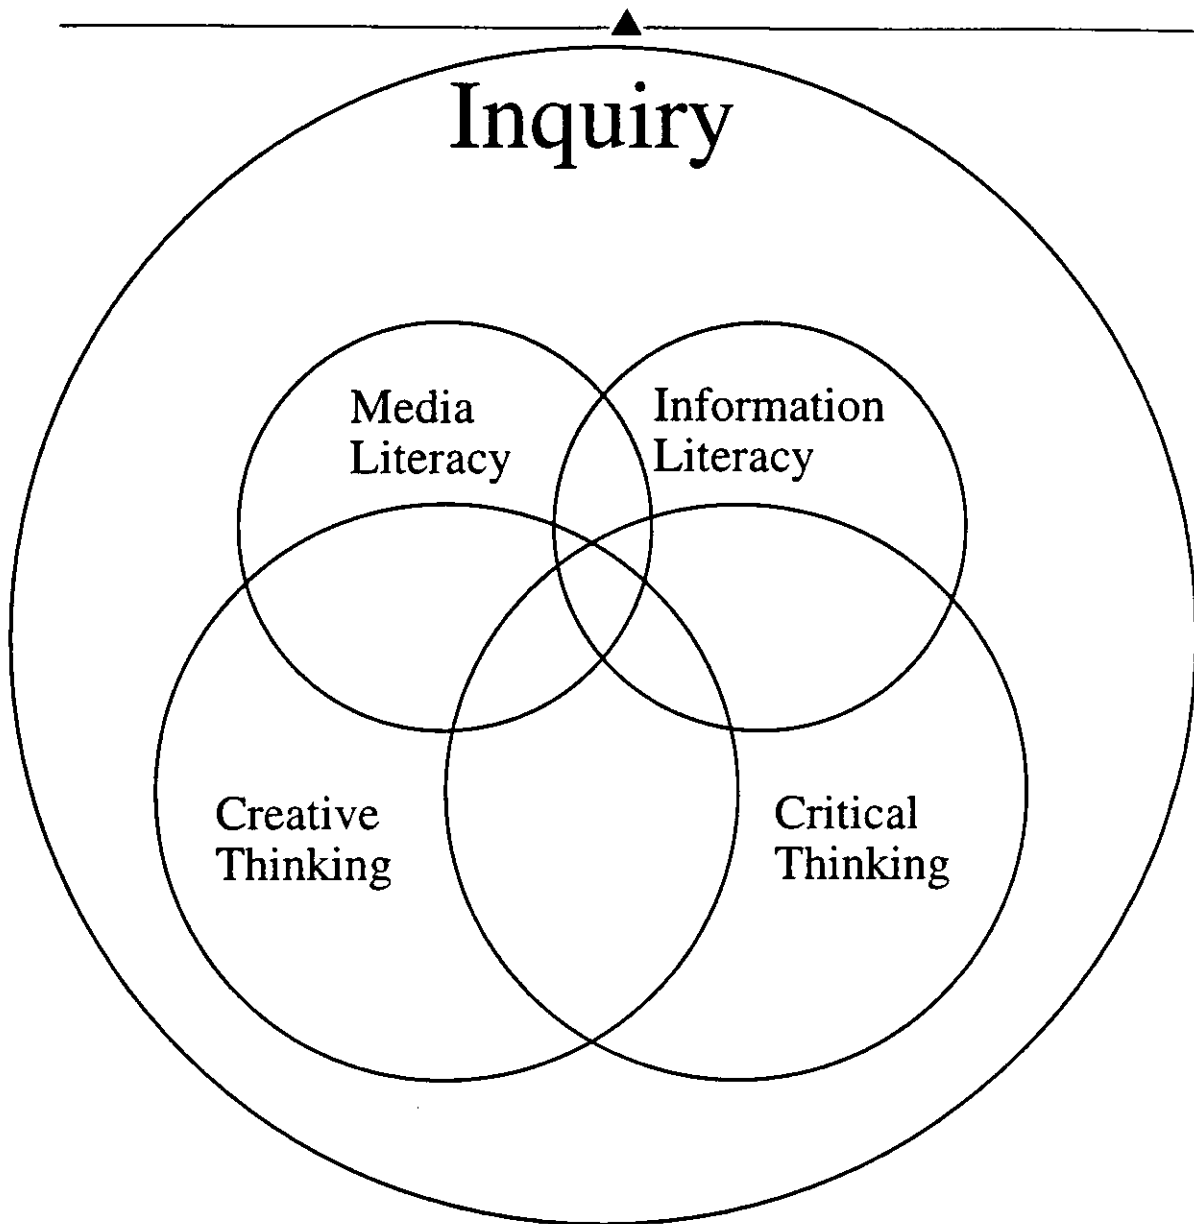 Inquiry
Media
Literacy
Information
Literacy
Creative
Thinking
Critical
Thinking